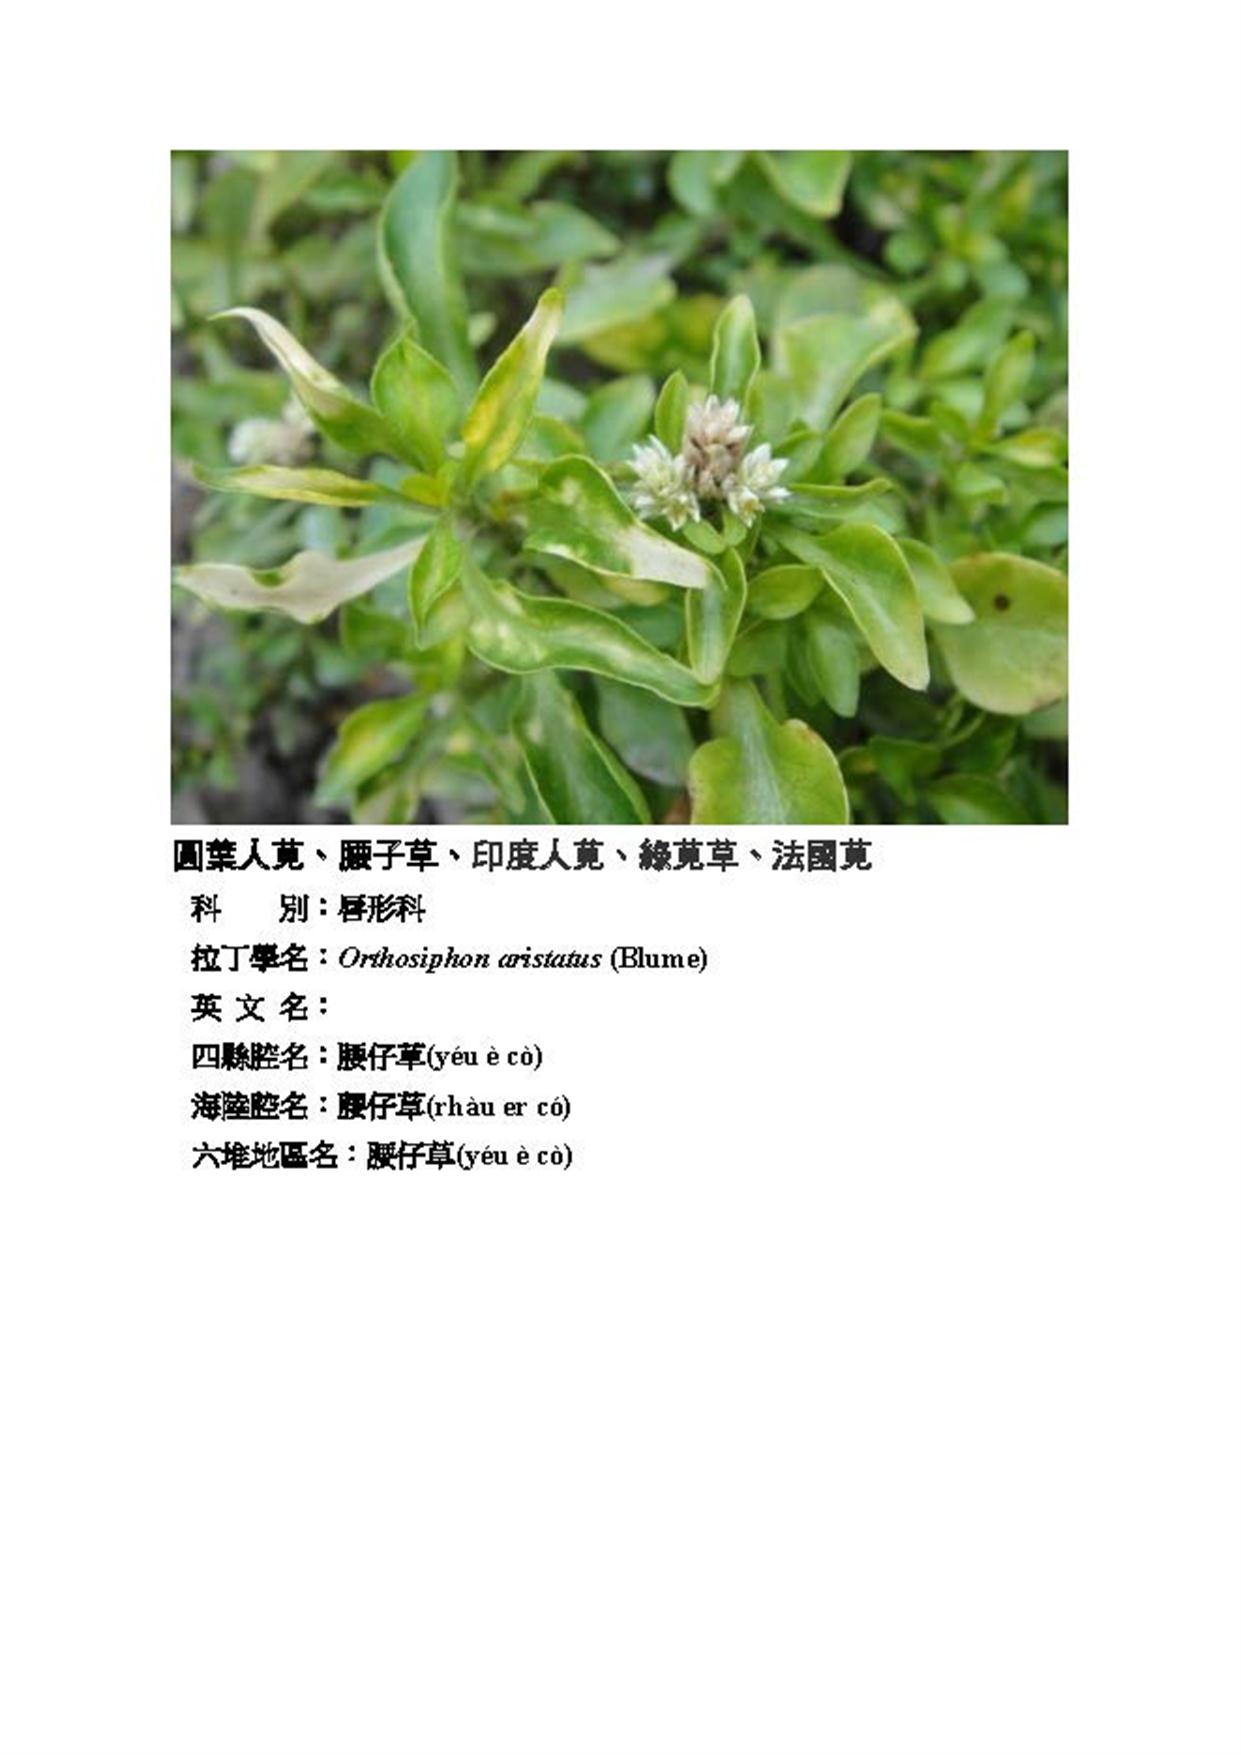 圓葉人莧、腰子草、印度人莧、綠莧草、法國莧
科　　別：唇形科
拉丁學名：Orthosiphon aristatus (Blume)
英 文 名：
四縣腔名：腰仔草(yéu è cò)
海陸腔名：腰仔草(rhàu er có)
六堆地區名：腰仔草(yéu è cò)